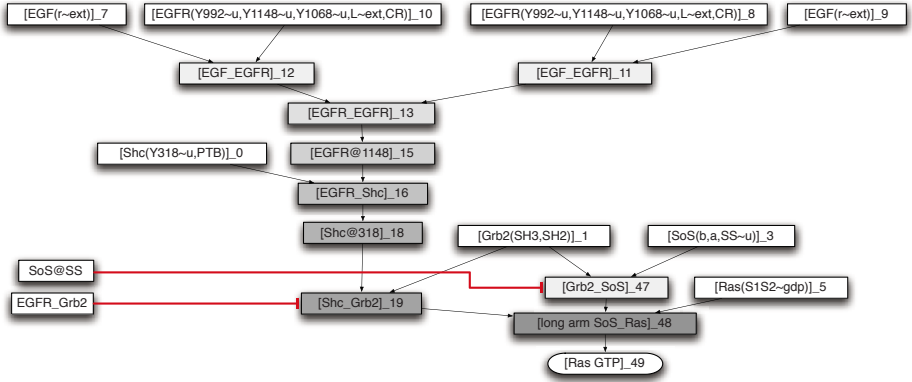 [EGF(r~ext)]_7
[EGFR(Y992~u,Y1148~u,Y1068~u,L~ext,CR)]_10
[EGFR(Y992~u,Y1148~u,Y1068~u,L~ext,CR)]_8
[EGF(r~ext)]_9
[EGF_EGFR]_12
[EGF_EGFR]_11
[EGFR_EGFR]_13
[Shc(Y318~u,PTB)]_0
[EGFR@1148]_15
[EGFR_Shc]_16
[Shc@318]_18
[Grb2(SH3,SH2)]_1
[SoS(b,a,SS~u)]_3
SoS@SS
[Grb2_SoS]_47
[Ras(S1S2~gdp)]_5
EGFR_Grb2
[Shc_Grb2]_19
[long arm SoS_Ras]_48
[Ras GTP]_49